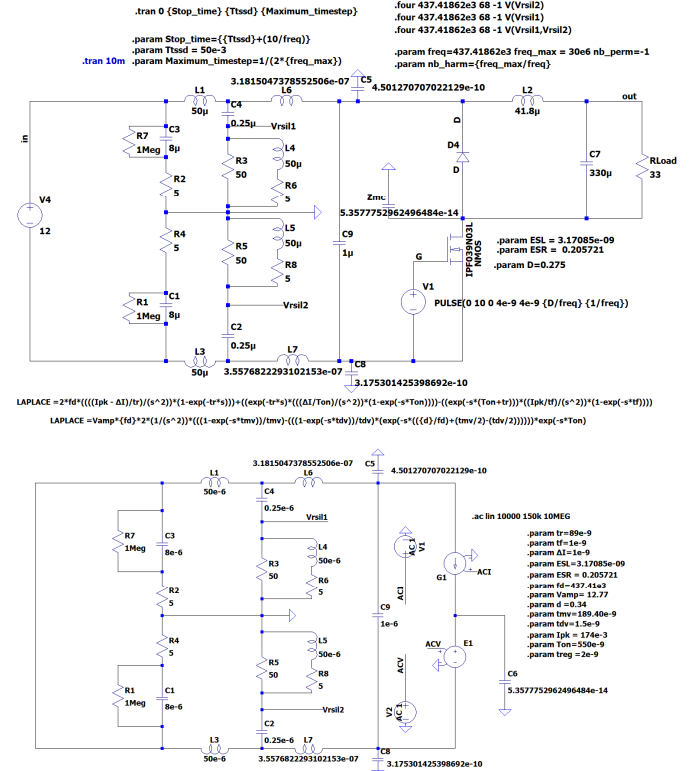 .tran 0 {Stop_time} {Ttssd} {Maximum_timestep}
.four 437.41862e3 68 -1 V(Vrsil2)
.four 437.41862e3 68 -1 V(Vrsil1)
.four 437.41862e3 68 -1 V(Vrsil1,Vrsil2)
.param Stop_time={{Ttssd}+(10/freq)}
.param Ttssd = 50e-3
.tran 10m
.param Maximum_timestep=1/(2*{freq_max})
.param freq=437.41862e3 freq_max = 30e6 nb_perm=-1
.param nb_harm={freq_max/freq}
L1
50µ
3.1815047378552506e-07
L6
C5
4.501270707022129e-10
L2
41.8µ
out
in
C4
0.25µ
Vrsil1
R7
1Meg
C3
8µ
R3
50
L4
50µ
R2
5
R6
5
D
D4
D
C7
330µ
RLoad
33
V4
12
Zmc
5.3577752962496484e-14
R4
5
R5
50
L5
50µ
R8
5
C9
1µ
G
IPF039N03L
NMOS
.param ESL = 3.17085e-09
.param ESR = 0.205721
.param D=0.275
R1
1Meg
C1
8µ
Vrsil2
V1
PULSE(0 10 0 4e-9 4e-9 {D/freq} {1/freq})
C2
0.25µ
L3
50µ
L7
3.5576822293102153e-07
C8
3.175301425398692e-10
LAPLACE =2*fd*((((Ipk - ΔI)/tr)/(s^2))*(1-exp(-tr*s)))+((exp(-tr*s)*(((ΔI/Ton)/(s^2))*(1-exp(-s*Ton))))-((exp(-s*(Ton+tr)))*((Ipk/tf)/(s^2))*(1-exp(-s*tf))))
LAPLACE =Vamp*{fd}*2*(1/(s^2))*(((1-exp(-s*tmv))/tmv)-(((1-exp(-s*tdv))/tdv)*(exp(-s*(({d}/fd)+(tmv/2)-(tdv/2))))))*exp(-s*Ton)
3.1815047378552506e-07
L1
50e-6
L6
C5
4.501270707022129e-10
C4
0.25e-6
Vrsil1
.ac lin 10000 150k 10MEG
R7
1Meg
C3
8e-6
R3
50
L4
50e-6
R6
5
AC 1
V1
ACI
G1
ACI
.param tr=89e-9
.param tf=1e-9
.param ΔI=1e-9
.param ESL=3.17085e-09
.param ESR = 0.205721
.param fd=437.41e3
.param Vamp= 12.77
.param d =0.34
.param tmv=189.40e-9
.param tdv=1.5e-9
.param Ipk = 174e-3
.param Ton=550e-9
.param treg =2e-9
R2
5
C9
1e-6
R4
5
R5
50
L5
50e-6
R8
5
ACV
E1
ACV
V2
AC 1
C6
5.3577752962496484e-14
R1
1Meg
C1
8e-6
Vrsil2
C2
0.25e-6
L3
50e-6
L7
3.5576822293102153e-07
C8
3.175301425398692e-10